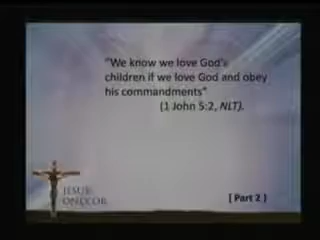 “We know we love God's
children if we love God and obey
his commandments”
(1 John 5:2, NLT).
JESUS
[ Part 2 ]